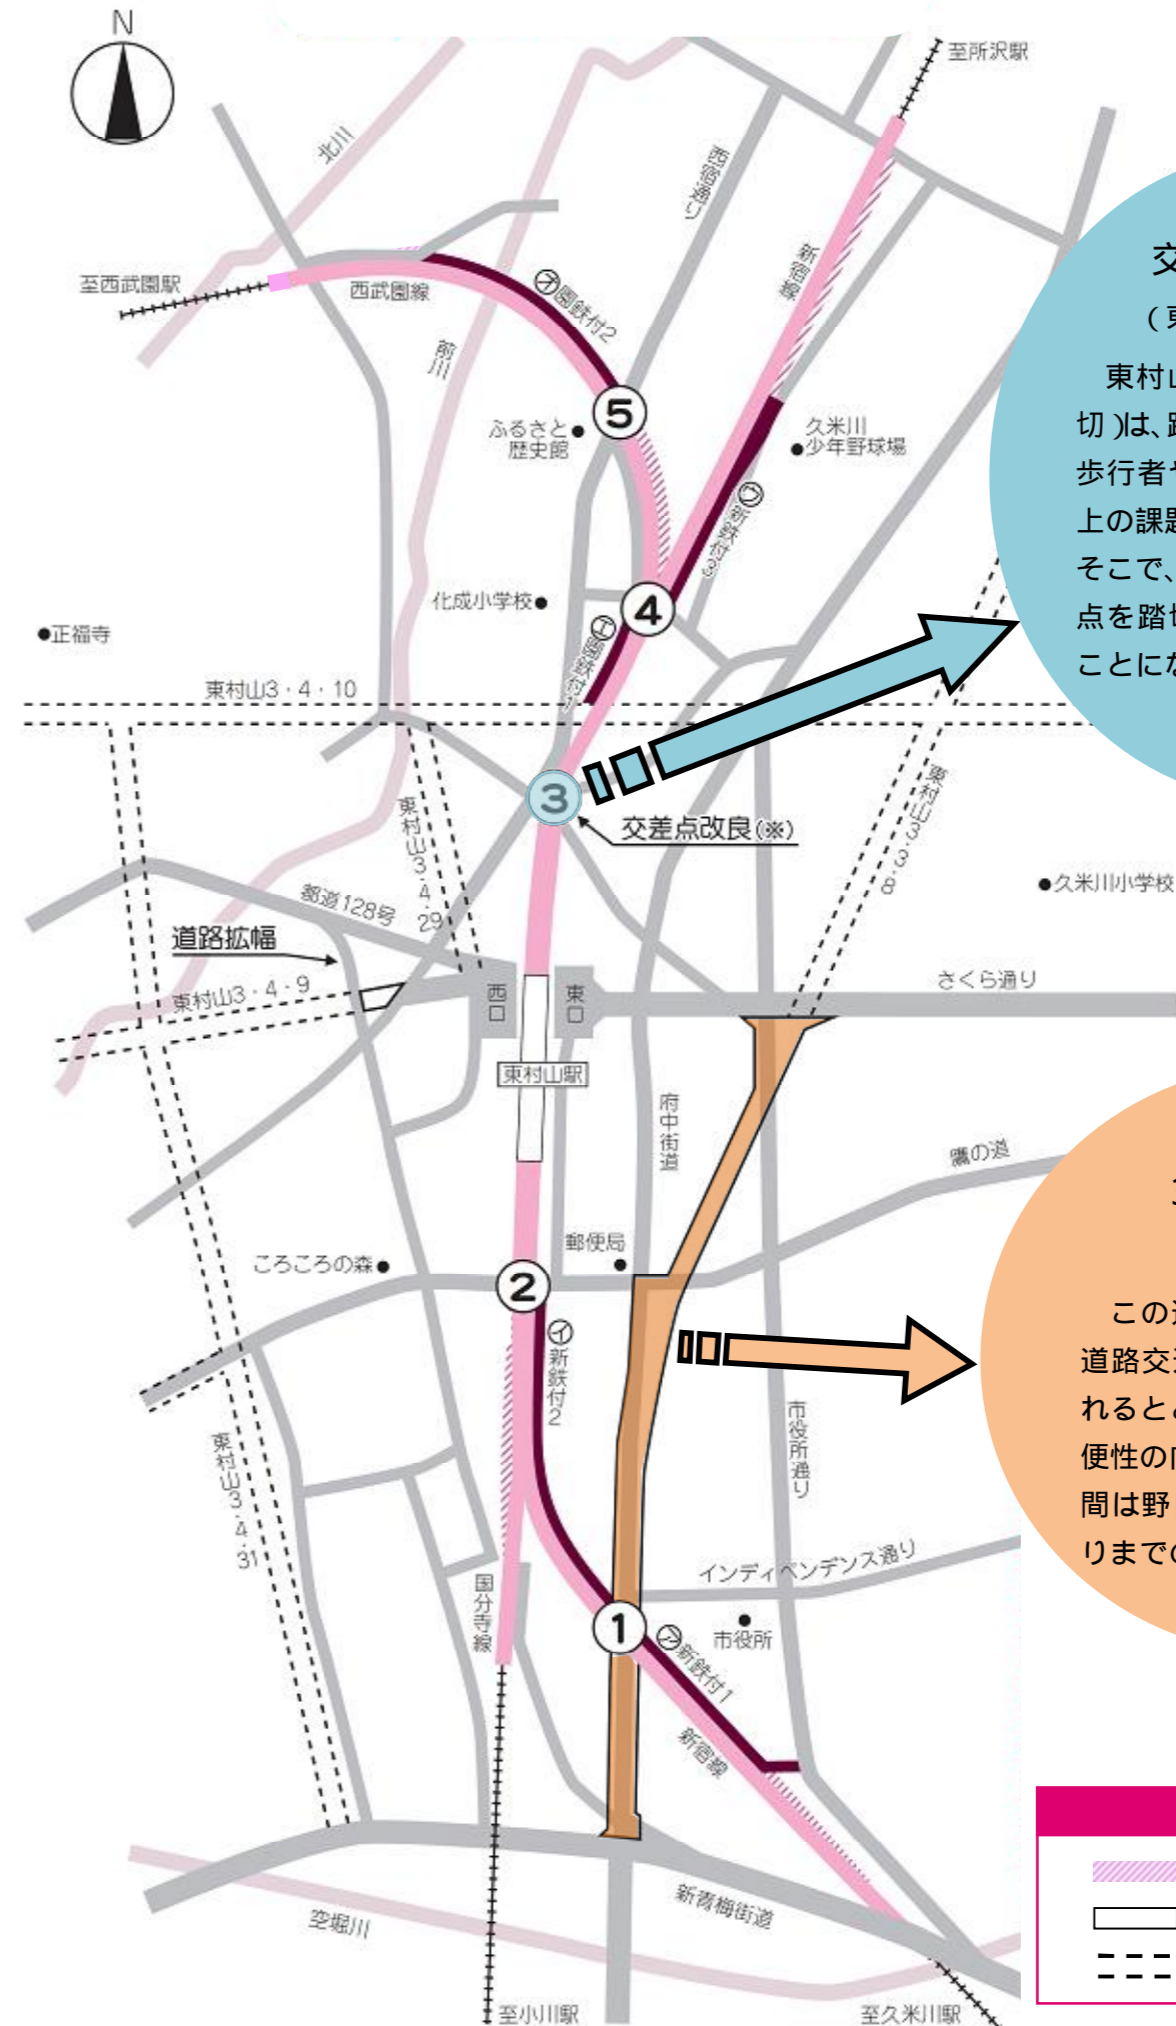 N
至所沢駅
北川
西宿通り
新宿線
至西武園駅
西武園線
㋔園鉄付2
前川
⑤
ふるさと
歴史館
久米川
少年野球場
㋒新鉄付3
化成小学校
④
㋓園鉄付1
正福寺
東村山3・4・10
③
交差点改良(※)
東村山3・4・29
東村山3・3・8
久米川小学校
都道128号
道路拡幅
東村山3・4・9
西口
東口
さくら通り
東村山駅
府中街道
鷹の道
郵便局
ころころの森
②
㋑新鉄付2
市役所通り
東村山3・4・31
国分寺線
インディペンデンス通り
①
市役所
㋐新鉄付1
新宿線
新青梅街道
空堀川
至小川駅
至久米川駅
交
(東
東村山
切)は、踏
歩行者や
上の課題
そこで、
点を踏切
ことにな
この道
道路交通
れるとと
便性の向
間は野
りまでの